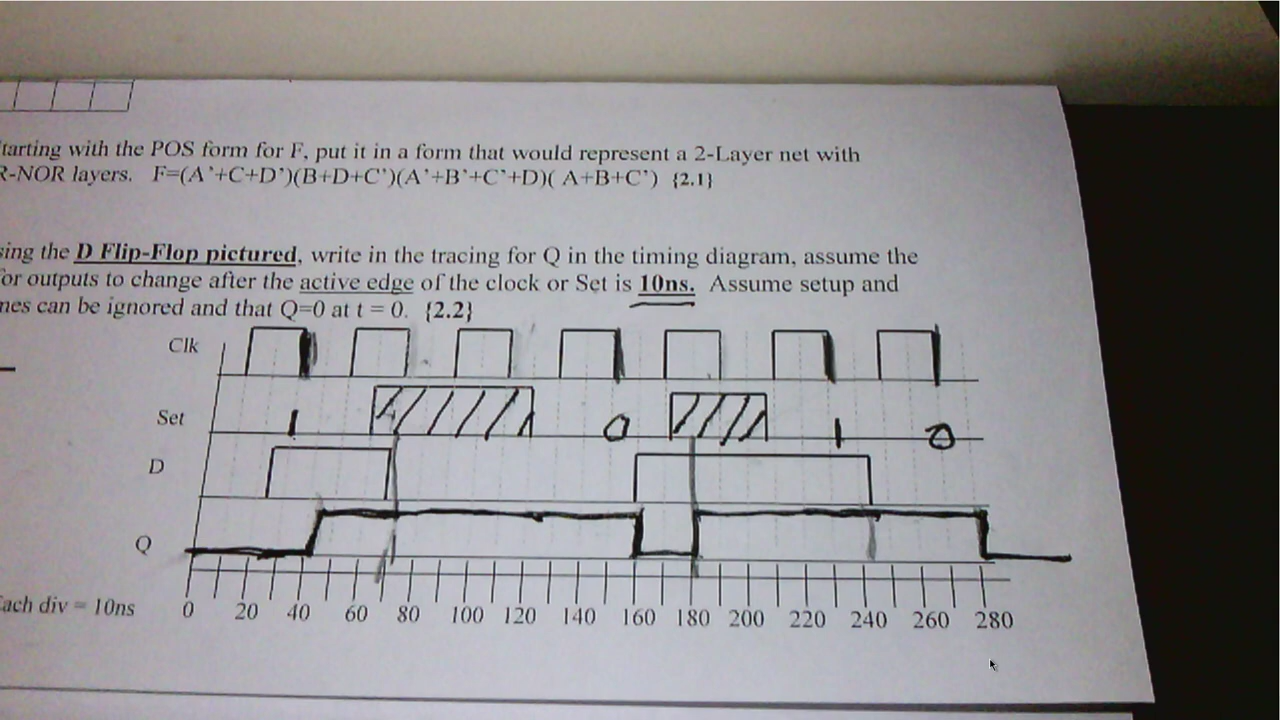 tarting with the POS form for F, put it in a form that would represent a 2-Layer net with
R-NOR layers. F=(A'+C+D')(B+D+C')(A'+B'+C'+D)( A+B+C') {2.1}
sing the D Flip-Flop pictured, write in the tracing for Q in the timing diagram, assume the
for outputs to change after the active edge of the clock or Set is 10ns. Assume setup and
mes can be ignored and that Q=0 at t = 0. {2.2}
Clk
Set 1 0 1 0
D
Q
Each div = 10ns 0 20 40 60 80 100 120 140 160 180 200 220 240 260 280